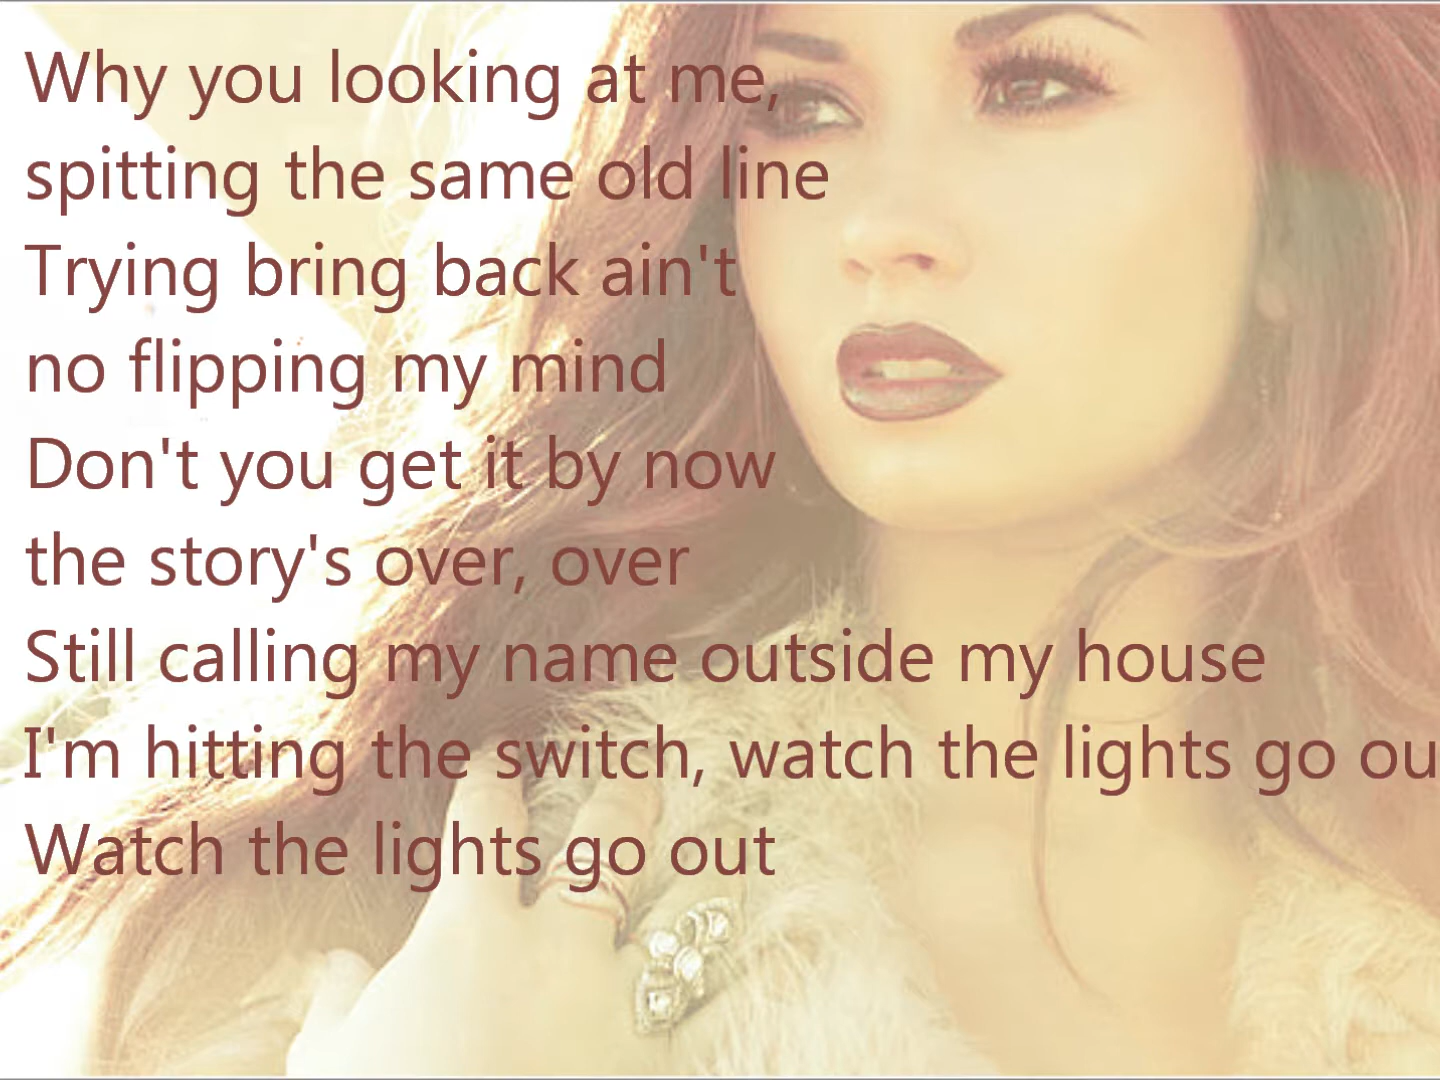 Why you looking at me,
spitting the same old line
Trying bring back ain't
no flipping my mind
Don't you get it by now
the story's over, over
Still calling my name outside my house
I'm hitting the switch, watch the lights go ou
Watch the lights go out